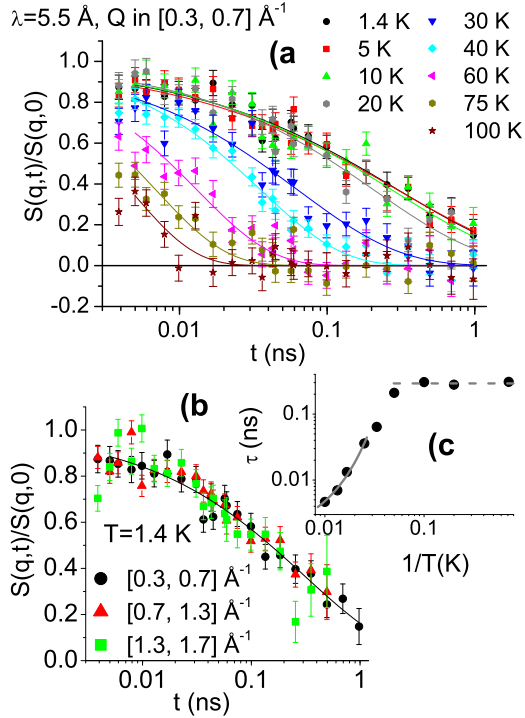 λ=5.5 Å, Q in [0.3, 0.7] Å⁻¹
(a)
1.4 K
5 K
10 K
20 K
30 K
40 K
60 K
75 K
100 K
S(q,t)/S(q,0)
1.0
0.8
0.6
0.4
0.2
0.0
-0.2
0.01
0.1
1
t (ns)
(b)
S(q,t)/S(q,0)
1.0
0.8
0.6
0.4
0.2
0.0
T=1.4 K
[0.3, 0.7] Å⁻¹
[0.7, 1.3] Å⁻¹
[1.3, 1.7] Å⁻¹
0.01
0.1
1
t (ns)
(c)
τ (ns)
0.1
0.01
0.01
0.1
1/T(K)